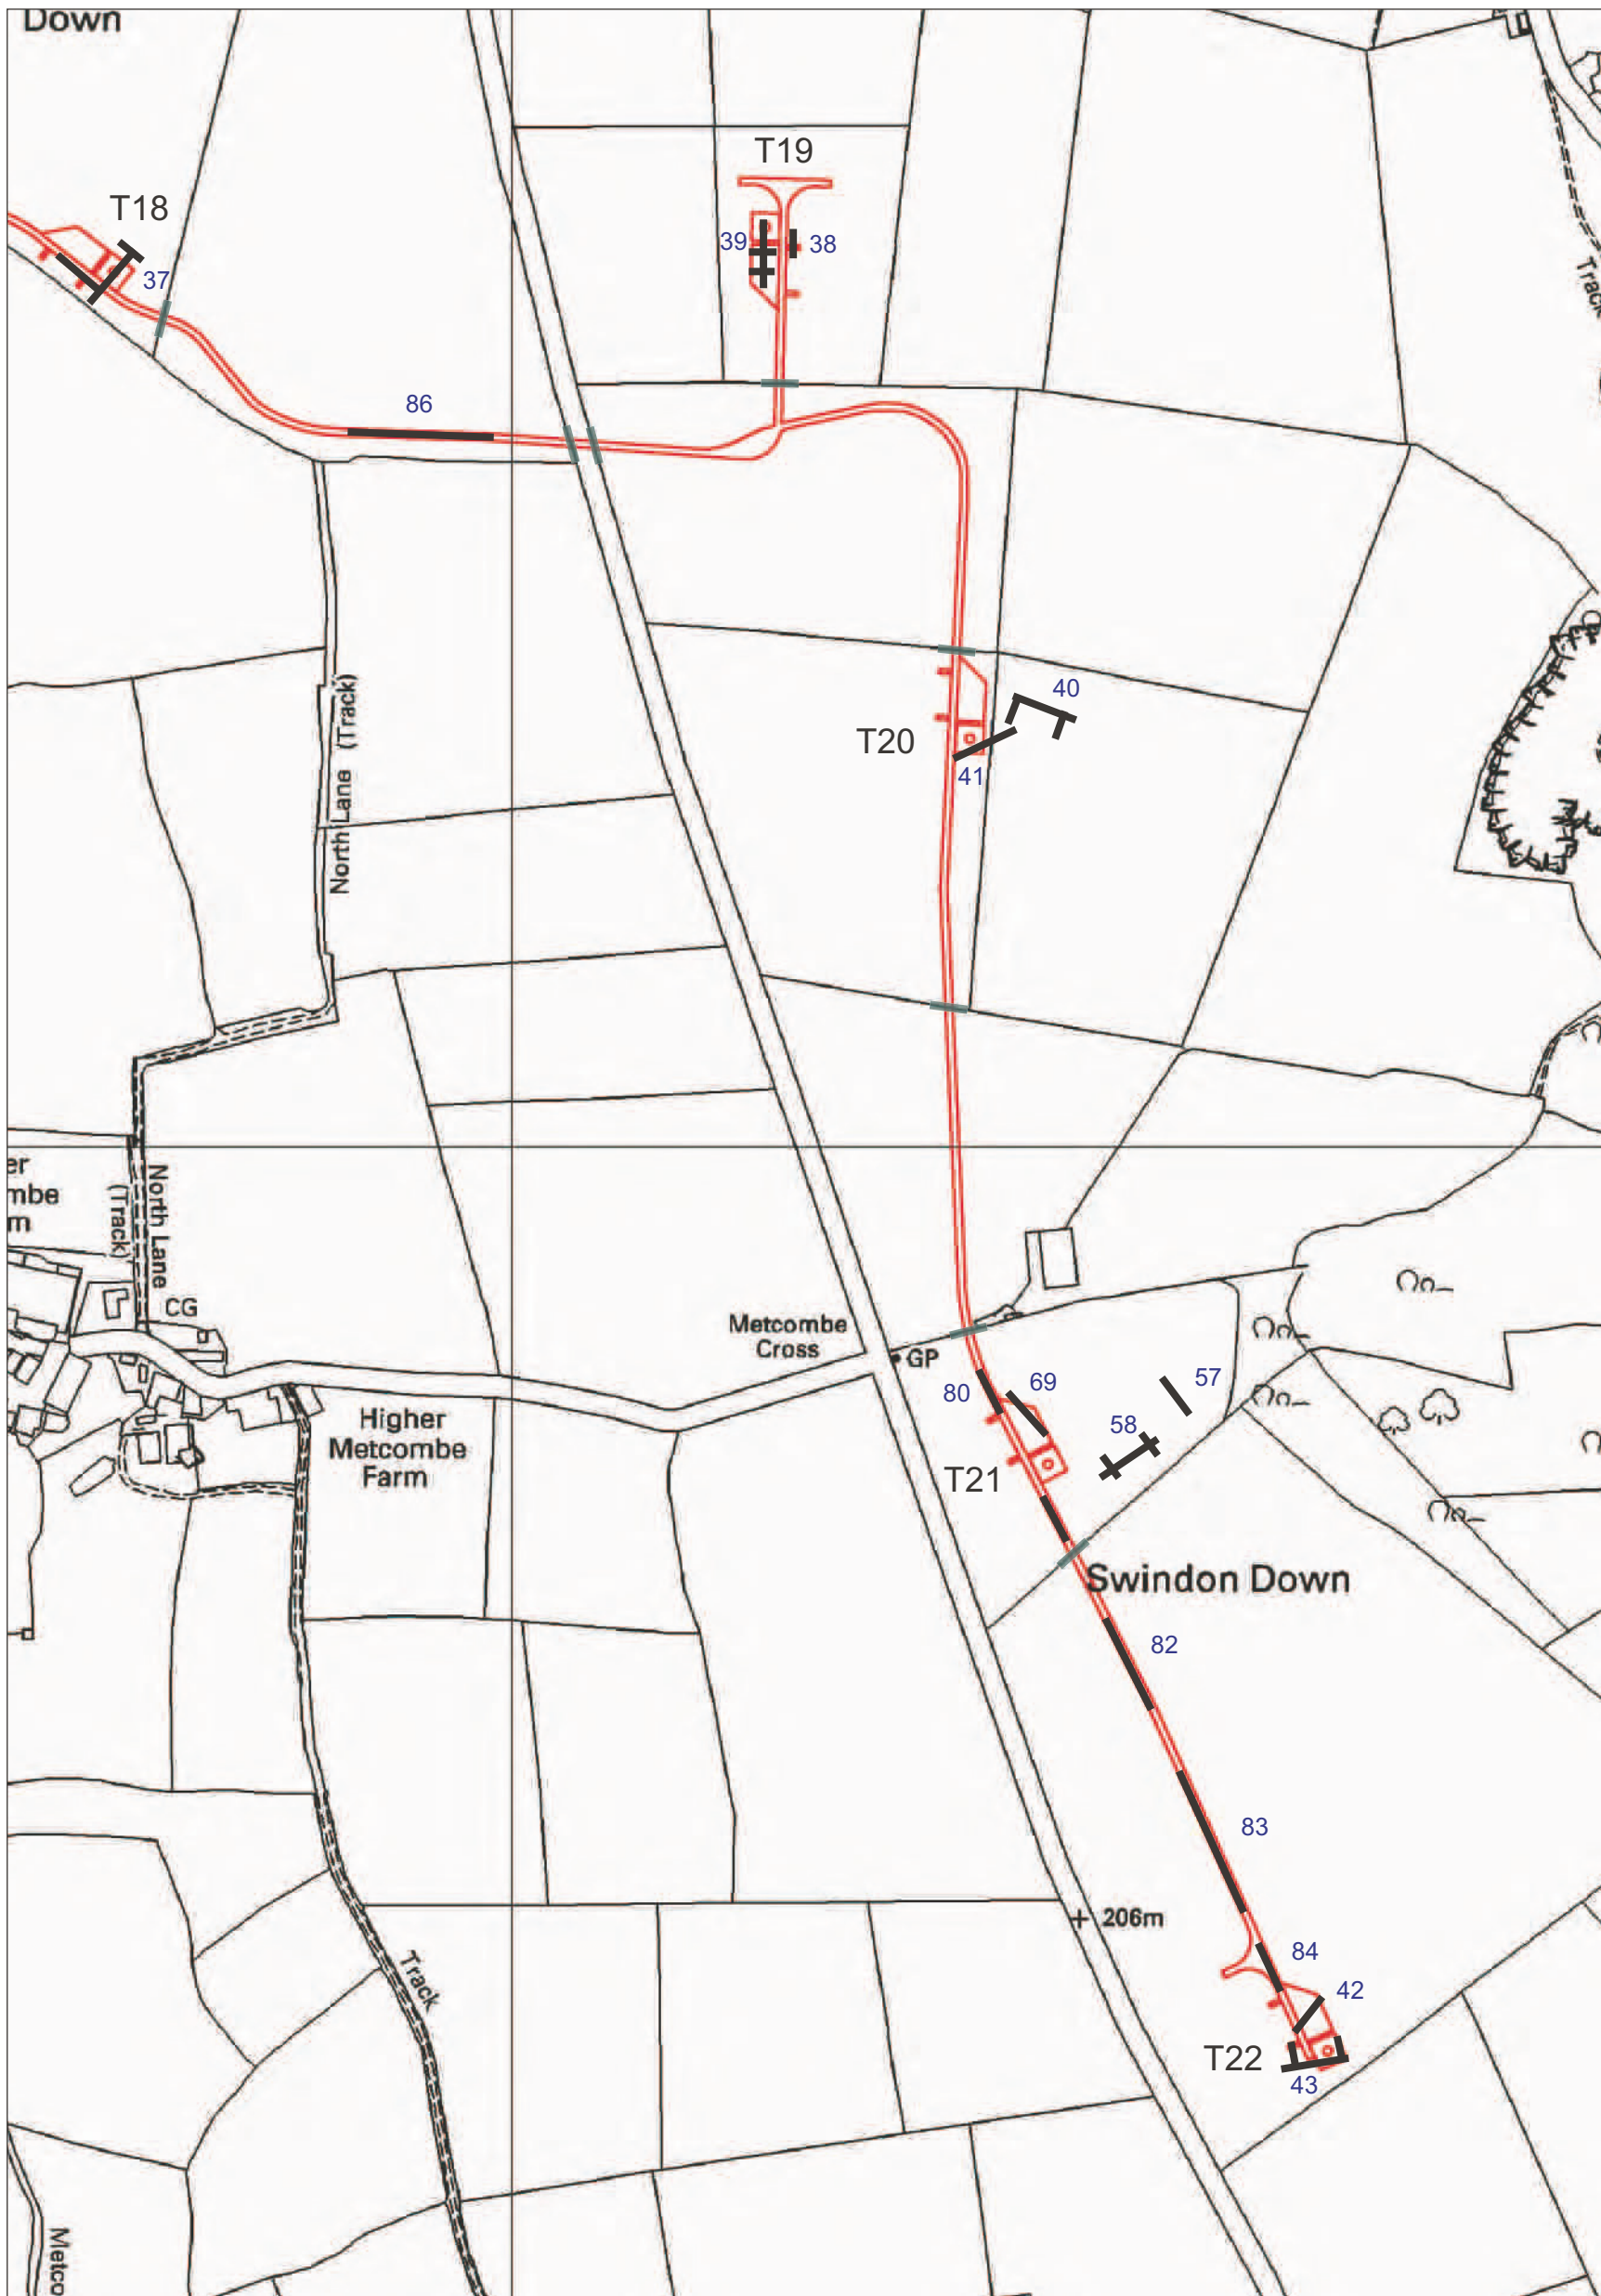 Down
T19
T18
39
38
37
Track
86
40
T20
41
North Lane (Track)
er
mbe
m
North Lane
(Track)
CG
Metcombe
Cross
GP
80
69
57
58
Higher
Metcombe
Farm
T21
Swindon Down
82
83
206m
84
42
Track
T22
43
Metco